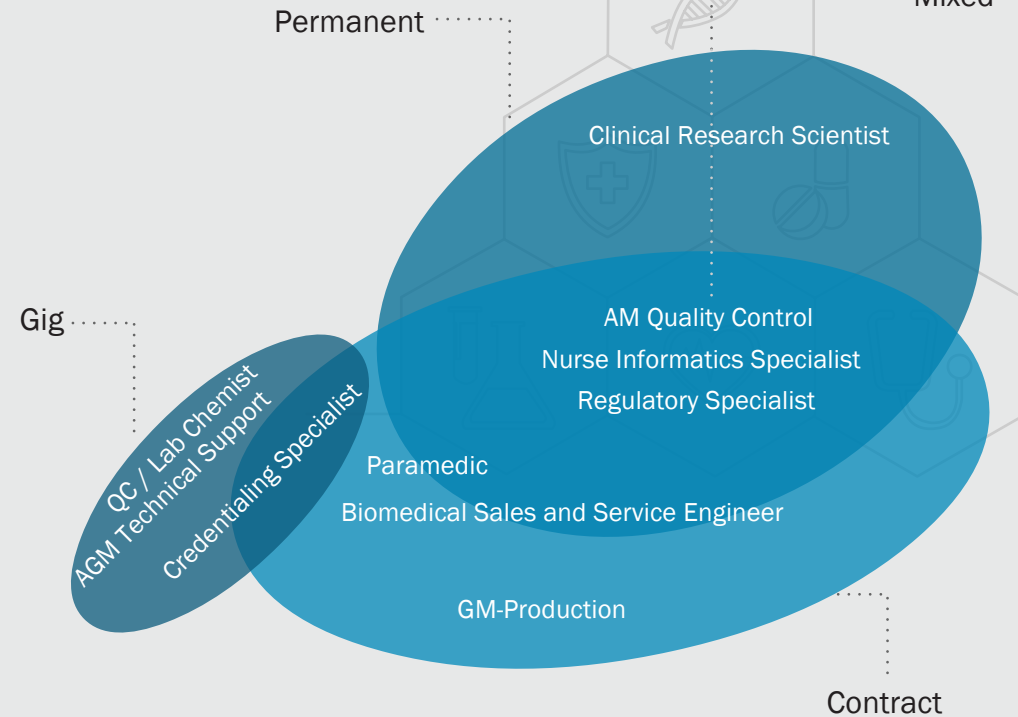 Mixed
Permanent
Clinical Research Scientist
Gig
AM Quality Control
Nurse Informatics Specialist
Regulatory Specialist
QC / Lab Chemist
AGM Technical Support
Credentialing Specialist
Paramedic
Biomedical Sales and Service Engineer
GM-Production
Contract